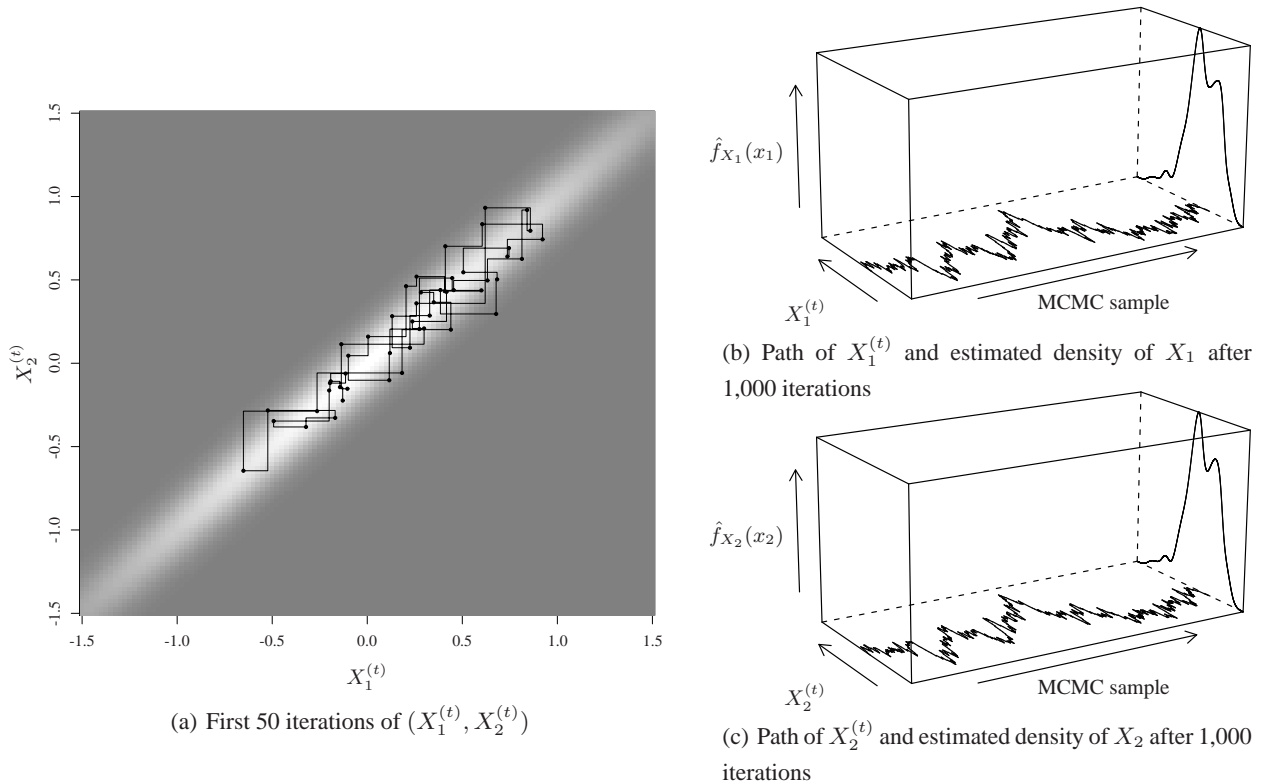 1.5
1.0
0.5
0.0
-0.5
-1.0
-1.5
X_2^{(t)}
-1.5 -1.0 -0.5 0.0 0.5 1.0 1.5
X_1^{(t)}
(a) First 50 iterations of (X_1^{(t)}, X_2^{(t)})
\hat{f}_{X_1}(x_1)
X_1^{(t)}
MCMC sample
(b) Path of X_1^{(t)} and estimated density of X_1 after
1,000 iterations
\hat{f}_{X_2}(x_2)
X_2^{(t)}
MCMC sample
(c) Path of X_2^{(t)} and estimated density of X_2 after 1,000
iterations